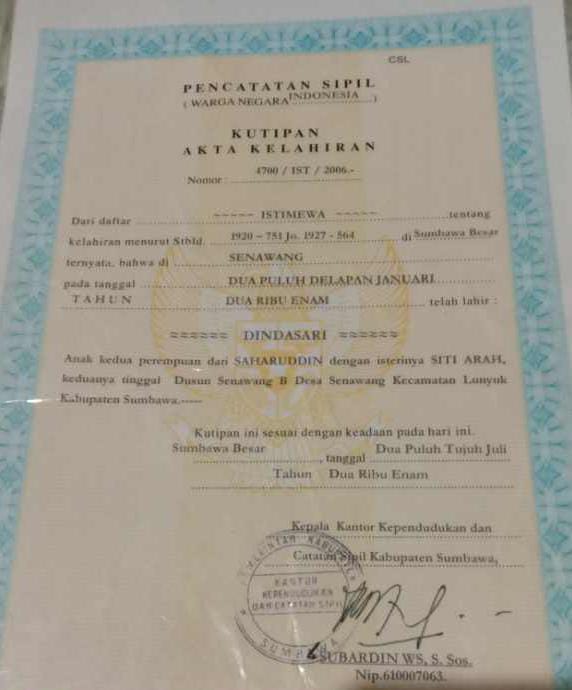 CSL
PENCATATAN SIPIL
( WARGA NEGARA INDONESIA )
KUTIPAN
AKTA KELAHIRAN
Nomor : 4700 / IST / 2006.-
Dari daftar ~~~~~ ISTIMEWA ~~~~~ tentang
kelahiran menurut Stbld. 1920 – 751 Jo. 1927 - 564 di Sumbawa Besar
ternyata, bahwa di SENAWANG
pada tanggal DUA PULUH DELAPAN JANUARI
TAHUN DUA RIBU ENAM telah lahir :
≈≈≈≈≈≈ DINDASARI ≈≈≈≈≈≈
Anak kedua perempuan dari SAHARUDDIN dengan isterinya SITI ARAH,
keduanya tinggal Dusun Senawang B Desa Senawang Kecamatan Lunyuk
Kabupaten Sumbawa.-----
Kutipan ini sesuai dengan keadaan pada hari ini.
Sumbawa Besar, tanggal Dua Puluh Tujuh Juli
Tahun Dua Ribu Enam
Kepala Kantor Kependudukan dan
Catatan Sipil Kabupaten Sumbawa,
PEMERINTAH KABUPATEN
KANTOR
KEPENDUDUKAN
DAN CATATAN SIPIL
SUMBAWA
SUBARDIN WS, S. Sos.
Nip.610007063.